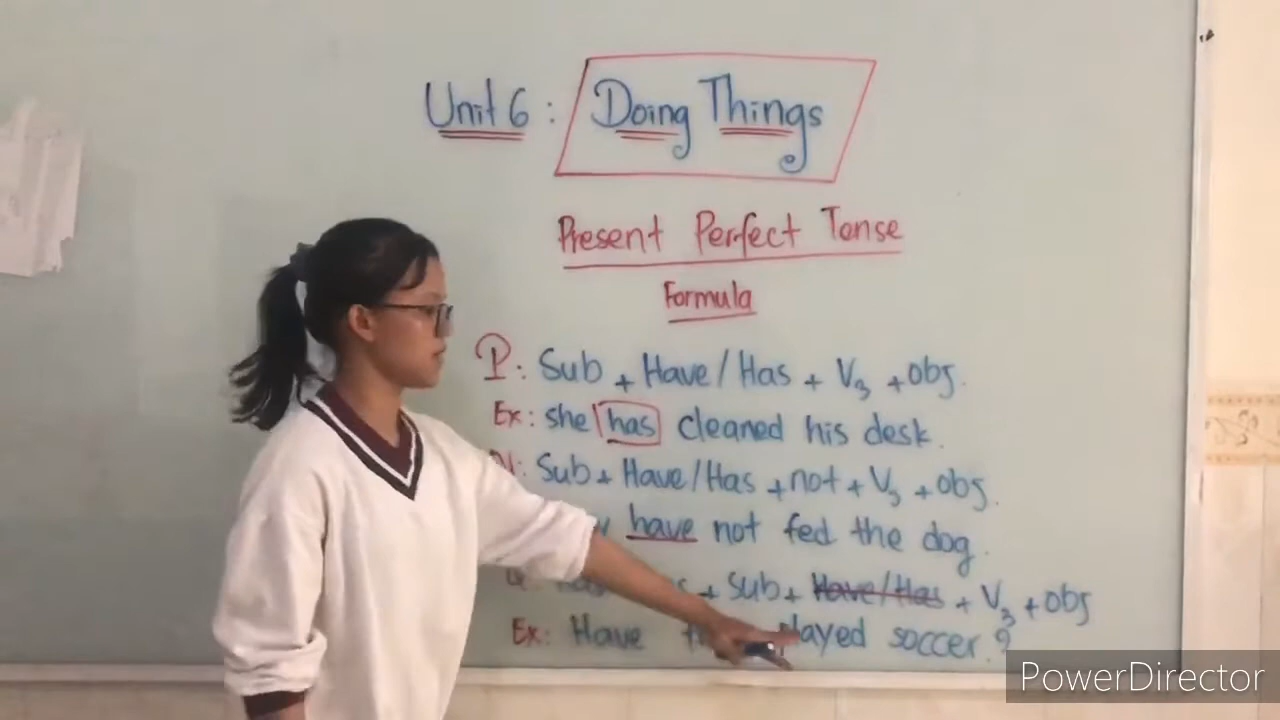 Unit 6: Doing Things
Present Perfect Tense
Formula
P: Sub + Have/Has + V3 + obj.
Ex: she has cleaned his desk.
Sub + Have/Has + not + V3 + obj.
have not fed the dog.
+ Sub + Have/Has + V3 + obj
Ex: Have played soccer?
PowerDirector